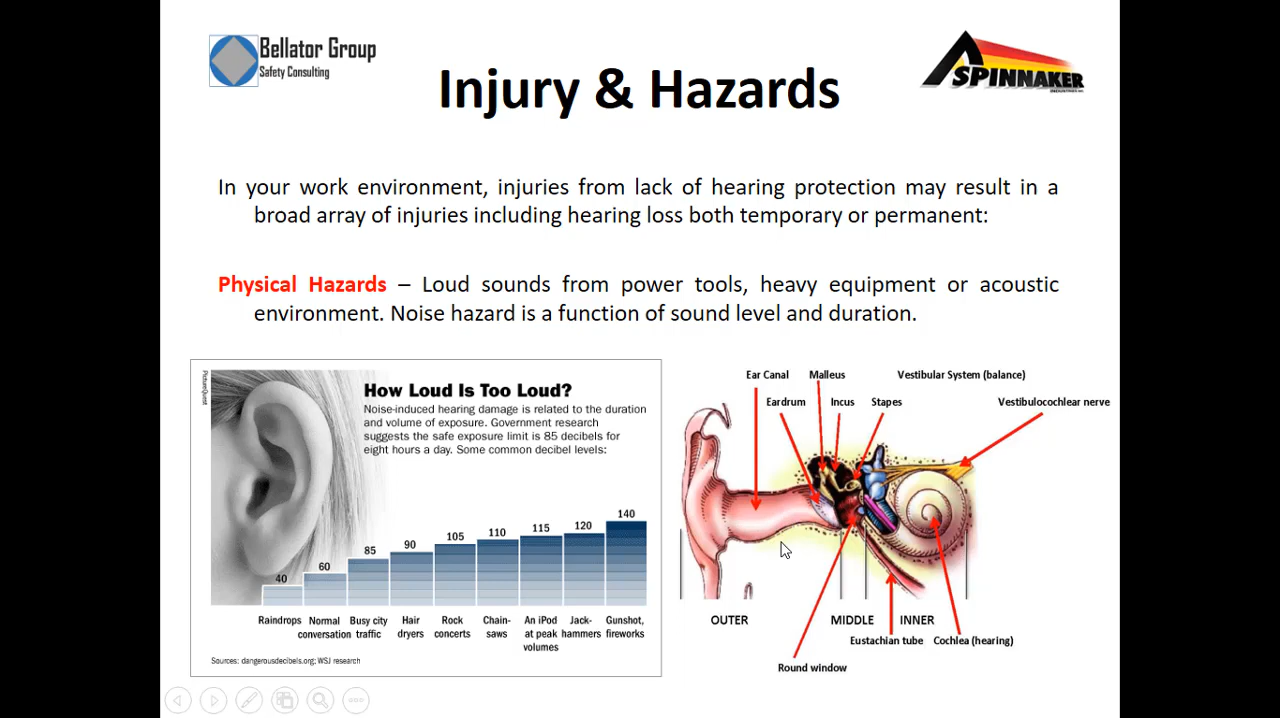 Bellator Group
Safety Consulting
SPINNAKER
INDUSTRIES INC
Injury & Hazards
In your work environment, injuries from lack of hearing protection may result in a
broad array of injuries including hearing loss both temporary or permanent:
Physical Hazards – Loud sounds from power tools, heavy equipment or acoustic
environment. Noise hazard is a function of sound level and duration.
PictureQuest
How Loud Is Too Loud?
Noise-induced hearing damage is related to the duration
and volume of exposure. Government research
suggests the safe exposure limit is 85 decibels for
eight hours a day. Some common decibel levels:
40
60
85
90
105
110
115
120
140
Raindrops
Normal
conversation
Busy city
traffic
Hair
dryers
Rock
concerts
Chain-
saws
An iPod
at peak
volumes
Jack-
hammers
Gunshot,
fireworks
Sources: dangerousdecibels.org; WSJ research
Ear Canal
Malleus
Vestibular System (balance)
Eardrum
Incus
Stapes
Vestibulocochlear nerve
OUTER
MIDDLE
INNER
Eustachian tube
Cochlea (hearing)
Round window